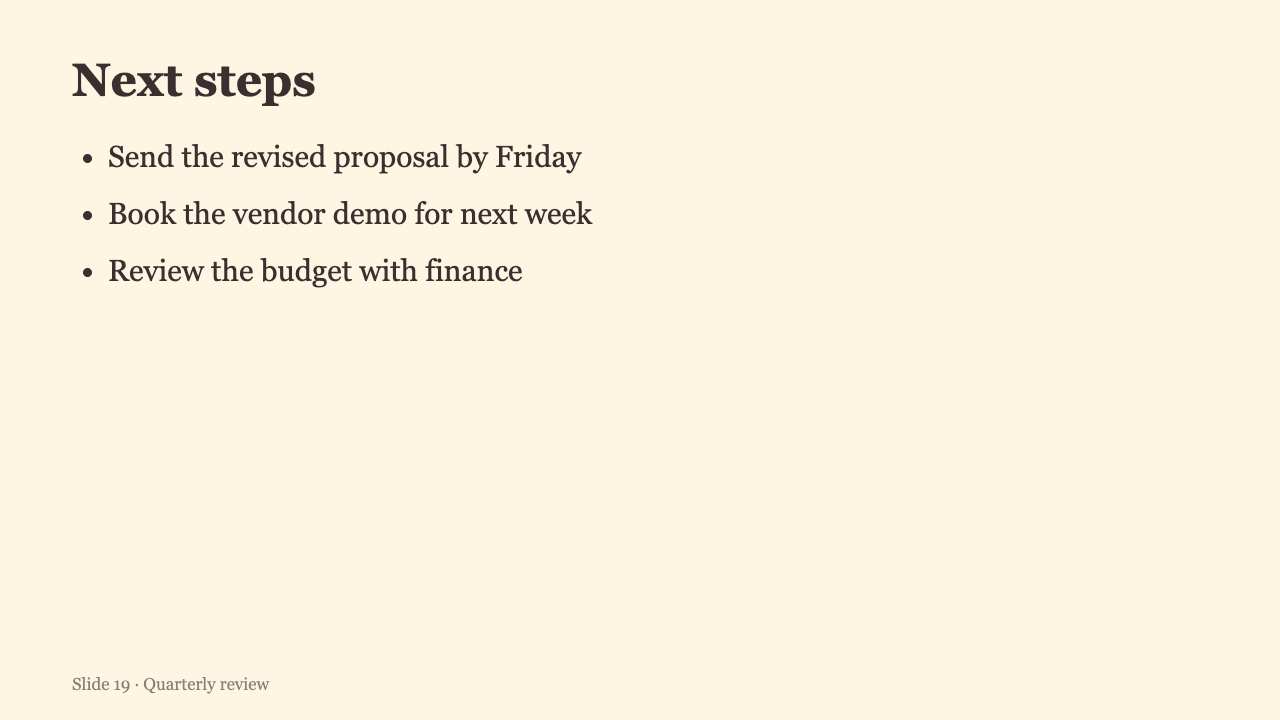 Next steps
• Send the revised proposal by Friday
• Book the vendor demo for next week
• Review the budget with finance
Slide 19 · Quarterly review